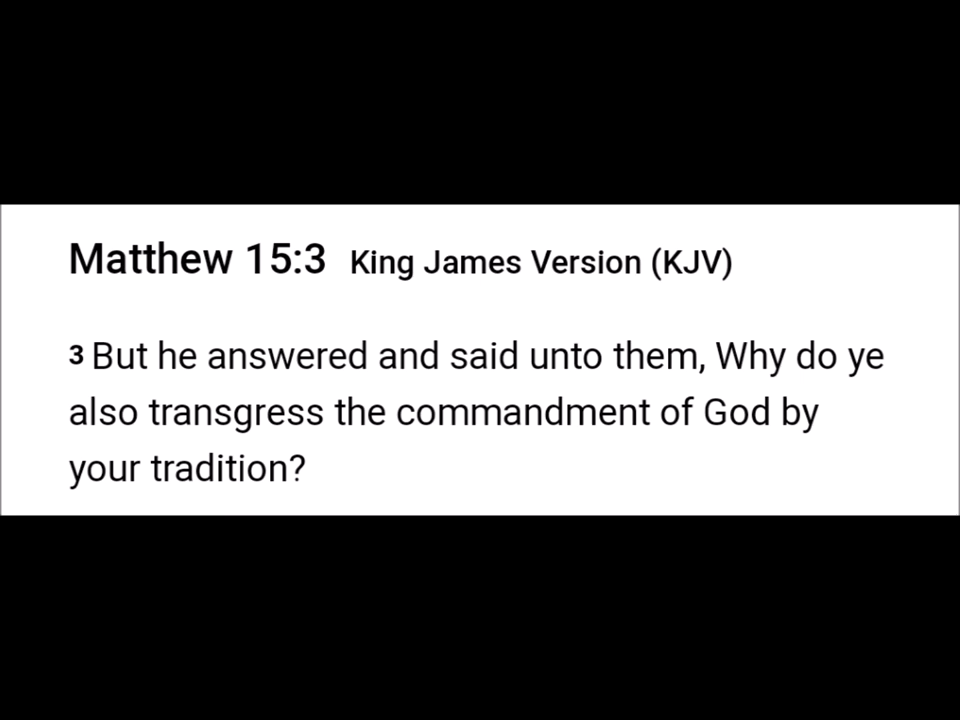 Matthew 15:3 King James Version (KJV)
3 But he answered and said unto them, Why do ye
also transgress the commandment of God by
your tradition?